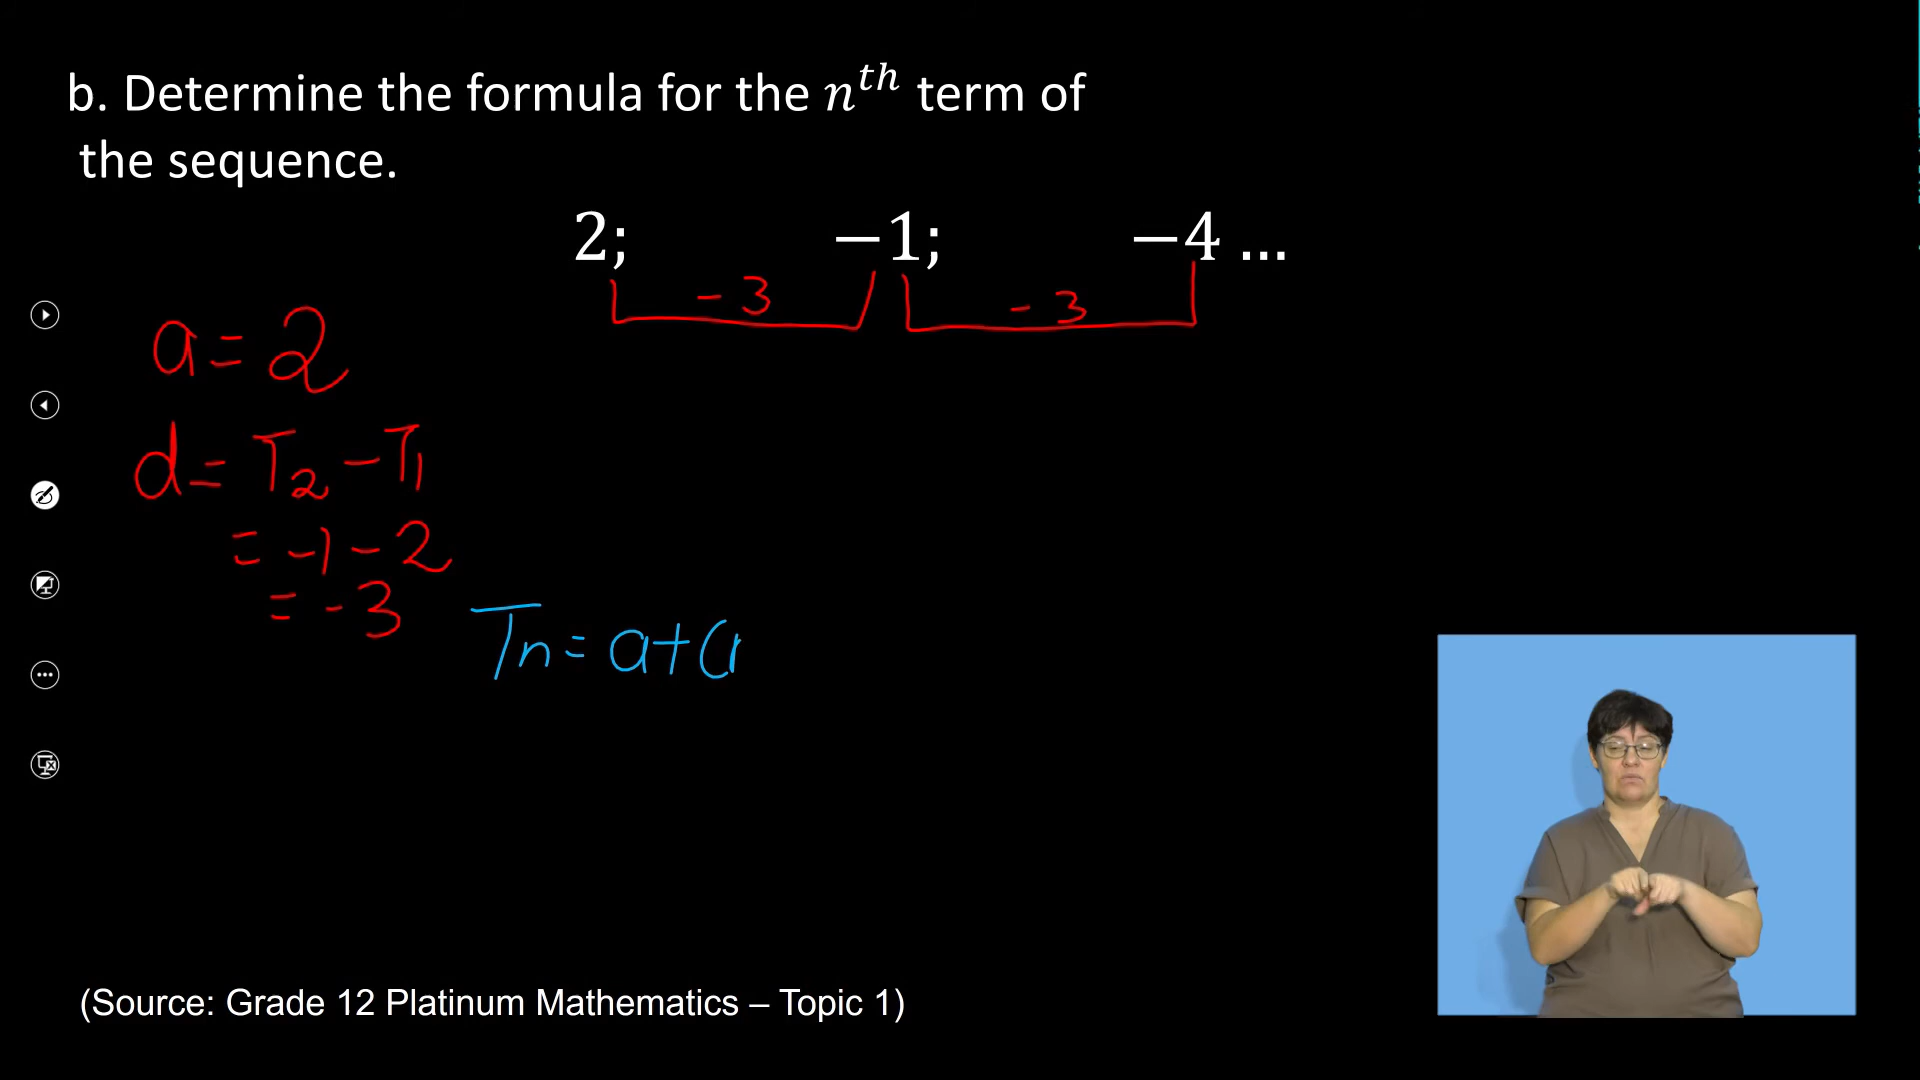 b. Determine the formula for the nᵗʰ term of
the sequence.
2; −1; −4 ...
- 3 - 3
a = 2
d = T₂ - T₁
= -1 - 2
= -3
Tn = a + (
(Source: Grade 12 Platinum Mathematics – Topic 1)